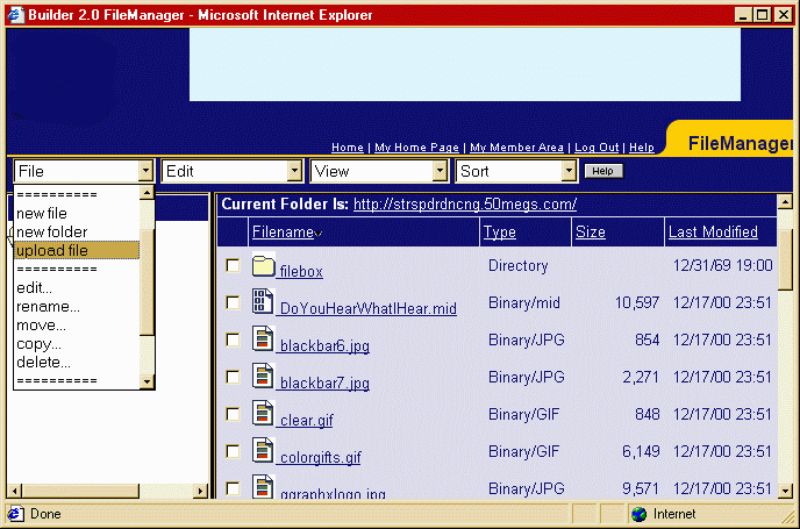 Builder 2.0 FileManager - Microsoft Internet Explorer
Home | My Home Page | My Member Area | Log Out | Help
FileManager
File Edit View Sort Help
==========
new file
new folder
upload file
==========
edit...
rename...
move...
copy...
delete...
==========
Current Folder Is: http://strspdrdncng.50megs.com/
Filename Type Size Last Modified
filebox Directory 12/31/69 19:00
DoYouHearWhatIHear.mid Binary/mid 10,597 12/17/00 23:51
blackbar6.jpg Binary/JPG 854 12/17/00 23:51
blackbar7.jpg Binary/JPG 2,271 12/17/00 23:51
clear.gif Binary/GIF 848 12/17/00 23:51
colorgifts.gif Binary/GIF 6,149 12/17/00 23:51
ggraphxlogo.jpg Binary/JPG 9,571 12/17/00 23:51
Done Internet